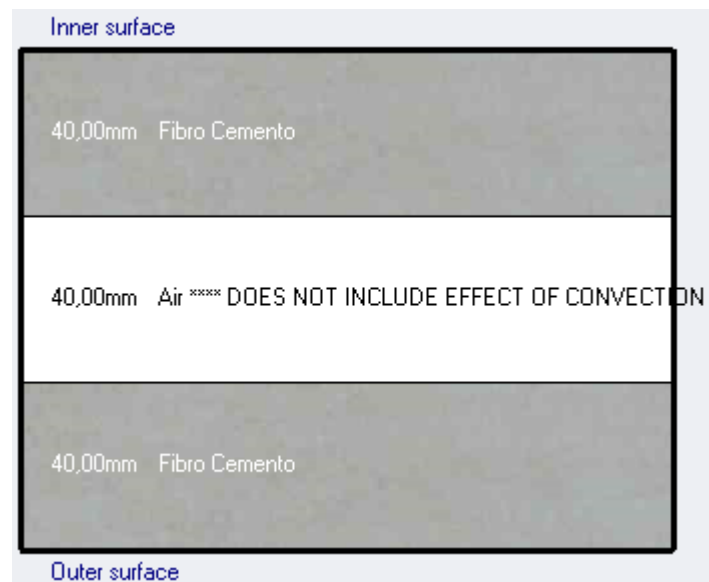 Inner surface
40,00mm Fibro Cemento
40,00mm Air **** DOES NOT INCLUDE EFFECT OF CONVECTION
40,00mm Fibro Cemento
Outer surface